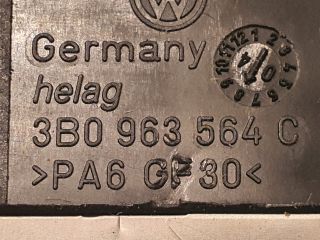 Germany
helag
3B0 963 564 C
>PA6 GF30<